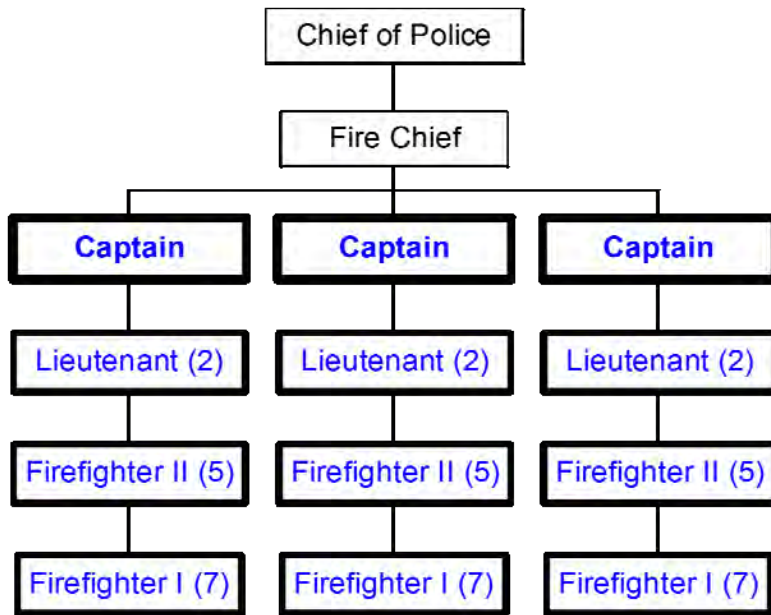 Chief of Police
Fire Chief
Captain
Captain
Captain
Lieutenant (2)
Lieutenant (2)
Lieutenant (2)
Firefighter II (5)
Firefighter II (5)
Firefighter II (5)
Firefighter I (7)
Firefighter I (7)
Firefighter I (7)